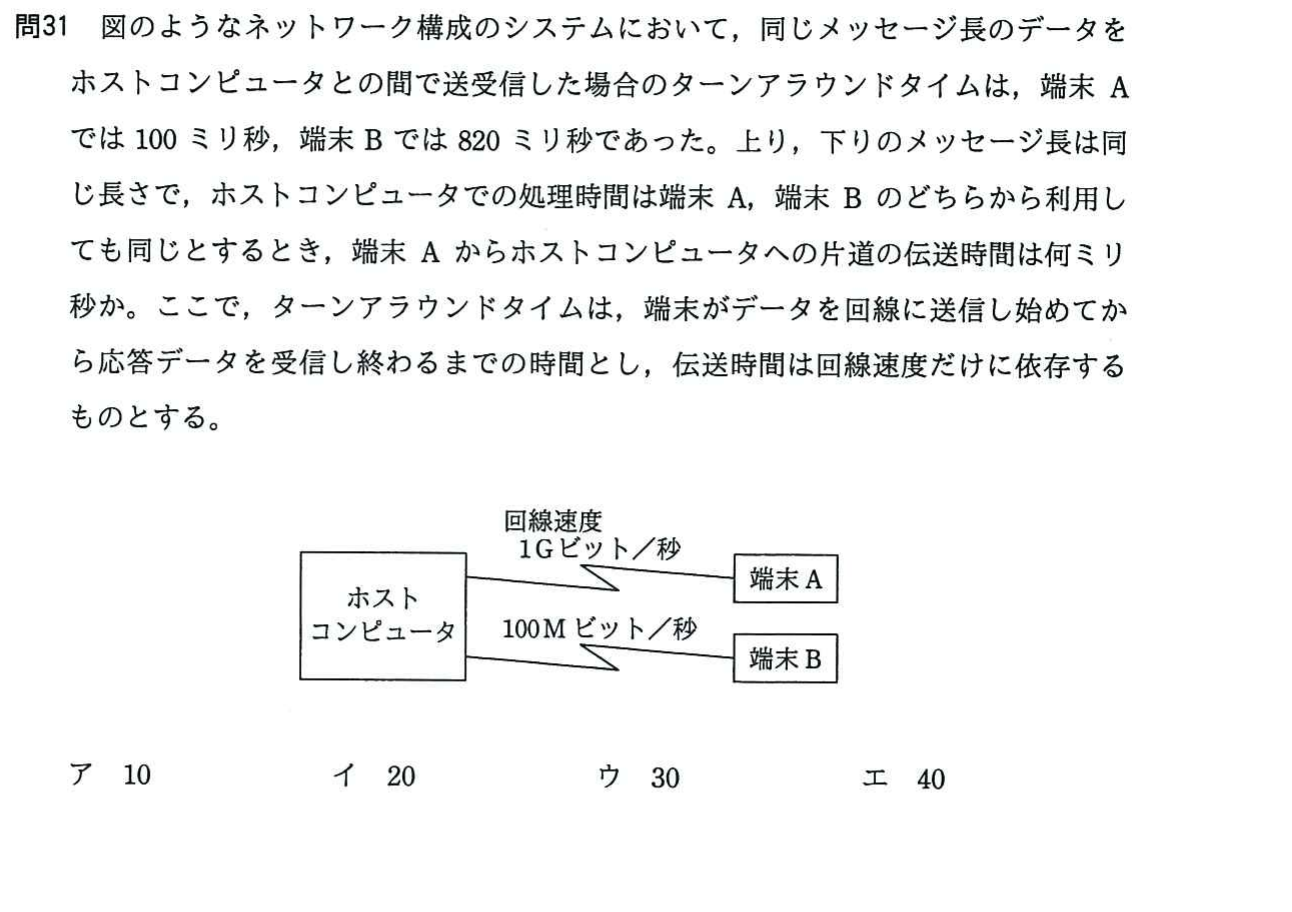 問31 図のようなネットワーク構成のシステムにおいて，同じメッセージ長のデータを
ホストコンピュータとの間で送受信した場合のターンアラウンドタイムは，端末 A
では 100 ミリ秒，端末 B では 820 ミリ秒であった。上り，下りのメッセージ長は同
じ長さで，ホストコンピュータでの処理時間は端末 A，端末 B のどちらから利用し
ても同じとするとき，端末 A からホストコンピュータへの片道の伝送時間は何ミリ
秒か。ここで，ターンアラウンドタイムは，端末がデータを回線に送信し始めてか
ら応答データを受信し終わるまでの時間とし，伝送時間は回線速度だけに依存する
ものとする。
回線速度
1Gビット／秒
端末 A
ホスト
コンピュータ
100M ビット／秒
端末 B
ア 10 イ 20 ウ 30 エ 40